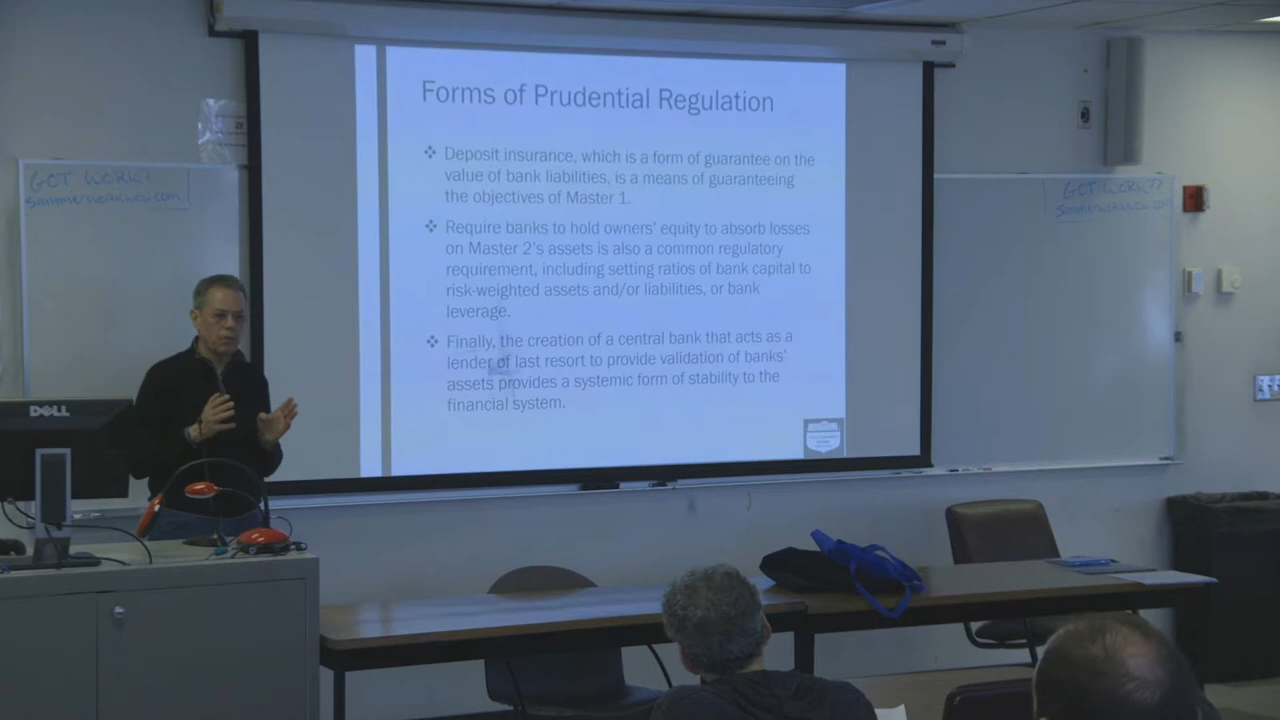 Forms of Prudential Regulation
Deposit insurance, which is a form of guarantee on the
value of bank liabilities, is a means of guaranteeing
the objectives of Master 1.
Require banks to hold owners' equity to absorb losses
on Master 2's assets is also a common regulatory
requirement, including setting ratios of bank capital to
risk-weighted assets and/or liabilities, or bank
leverage.
Finally, the creation of a central bank that acts as a
lender of last resort to provide validation of banks'
assets provides a systemic form of stability to the
financial system.
GOT WORK?
GOT WORK??
DELL